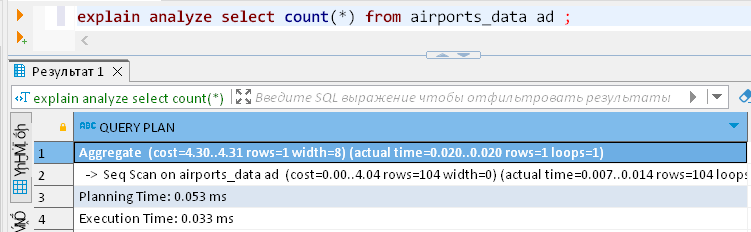 explain analyze select count(*) from airports_data ad ;
Результат 1
explain analyze select count(*)
Введите SQL выражение чтобы отфильтровать результаты
ABC QUERY PLAN
1 Aggregate (cost=4.30..4.31 rows=1 width=8) (actual time=0.020..0.020 rows=1 loops=1)
2 -> Seq Scan on airports_data ad (cost=0.00..4.04 rows=104 width=0) (actual time=0.007..0.014 rows=104 loops
3 Planning Time: 0.053 ms
4 Execution Time: 0.033 ms